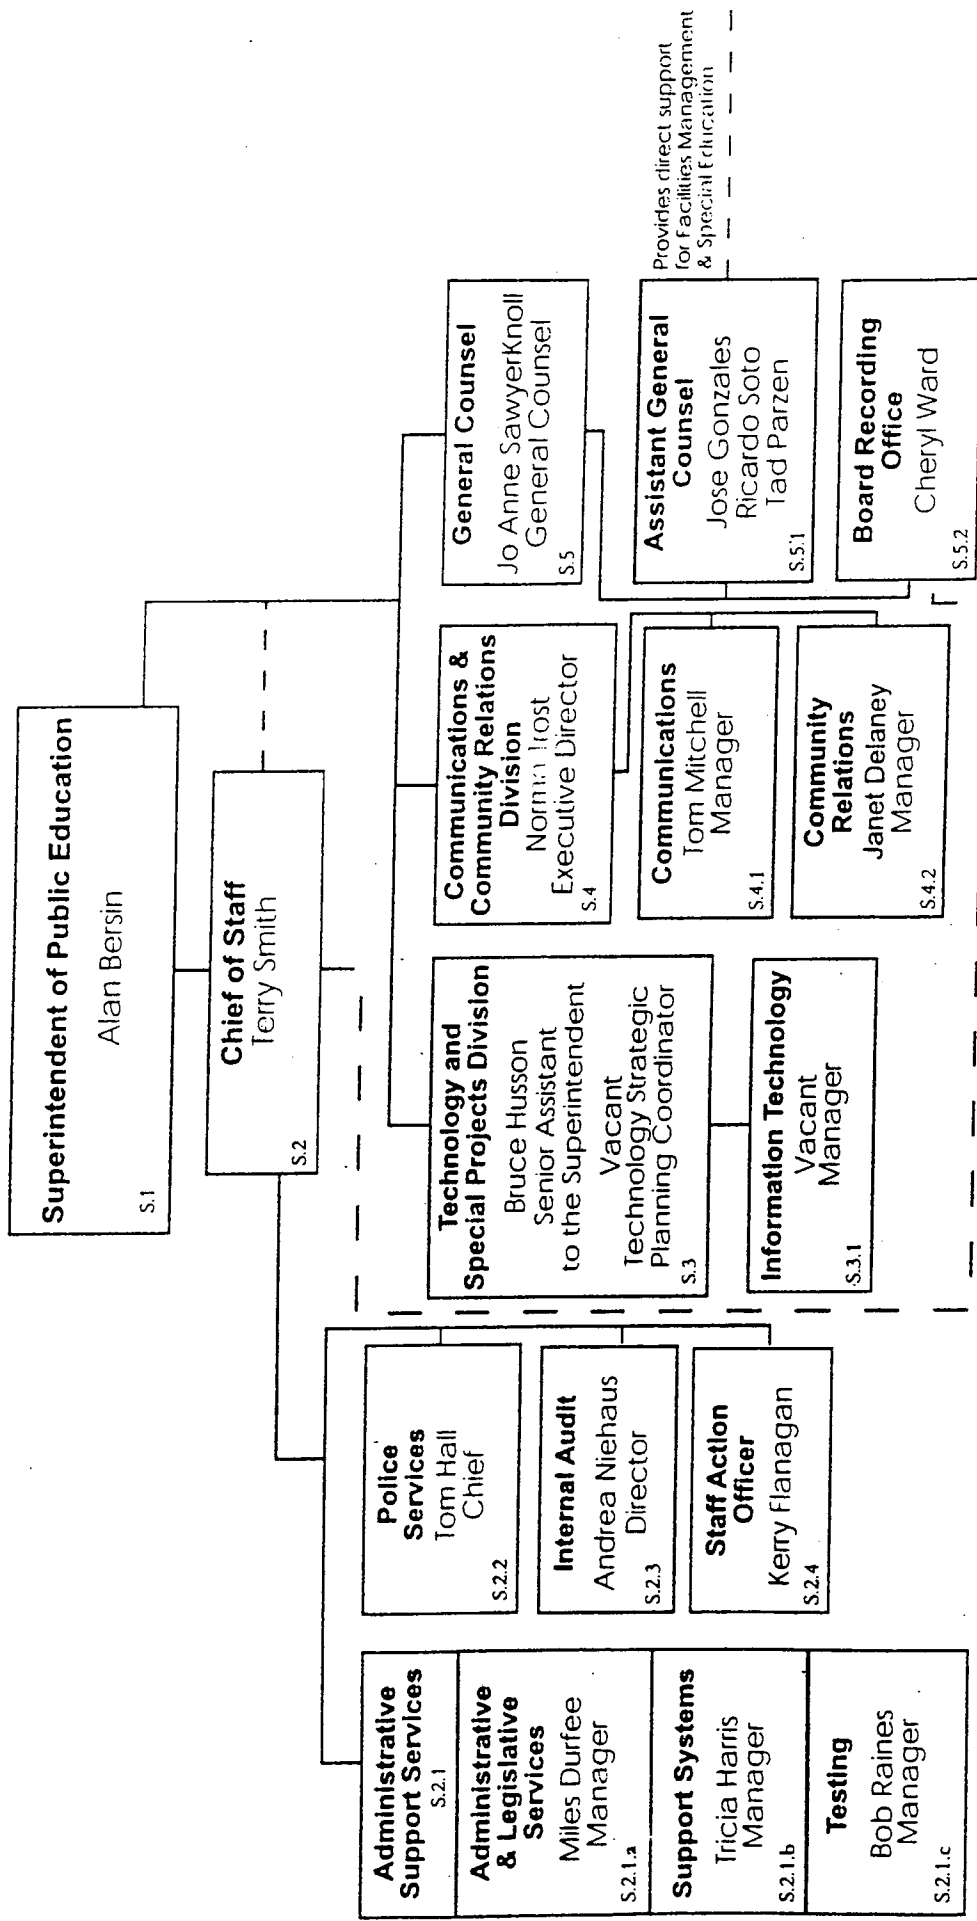 Superintendent of Public Education
Alan Bersin
S.1
Chief of Staff
Terry Smith
S.2
Administrative
Support Services
S.2.1
Administrative
& Legislative
Services
Miles Durfee
Manager
S.2.1.a
Support Systems
Tricia Harris
Manager
S.2.1.b
Testing
Bob Raines
Manager
S.2.1.c
Police
Services
Tom Hall
Chief
S.2.2
Internal Audit
Andrea Niehaus
Director
S.2.3
Staff Action
Officer
Kerry Flanagan
S.2.4
Technology and
Special Projects Division
Bruce Husson
Senior Assistant
to the Superintendent
Vacant
Technology Strategic
Planning Coordinator
S.3
Information Technology
Vacant
Manager
S.3.1
Communications &
Community Relations
Division
Norma Trost
Executive Director
S.4
Communications
Tom Mitchell
Manager
S.4.1
Community
Relations
Janet Delaney
Manager
S.4.2
General Counsel
Jo Anne SawyerKnoll
General Counsel
S.5
Assistant General
Counsel
Jose Gonzales
Ricardo Soto
Tad Parzen
S.5.1
Provides direct support
for Facilities Management
& Special Education
Board Recording
Office
Cheryl Ward
S.5.2